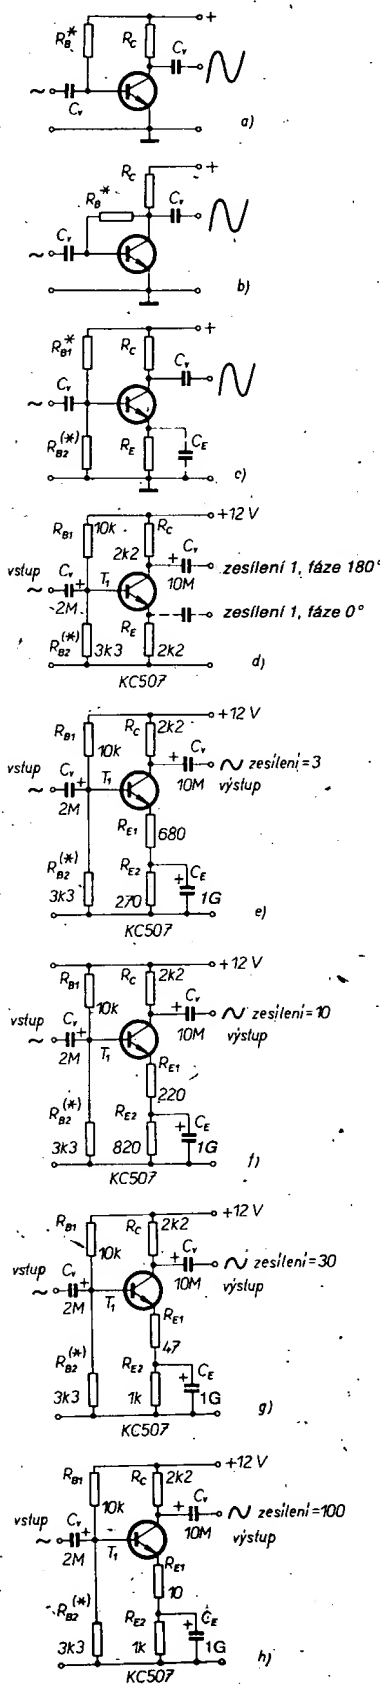 +
R_B* R_C C_v
~ C_v
a)
+
R_C
R_B* C_v
~ C_v
b)
+
R_B1* R_C C_v
~ C_v
R_B2(*) R_E C_E
c)
+12 V
R_B1 10k R_C
2k2 + C_v
vstup C_v + T1 10M zesílení 1, fáze 180°
~ 2M zesílení 1, fáze 0°
R_E
R_B2(*) 3k3 2k2
KC507 d)
+12 V
R_B1 R_C 2k2
10k + C_v
vstup C_v + T1 10M ~ zesílení = 3
~ 2M výstup
R_E1 680
R_B2(*) R_E2 + C_E
3k3 270 1G
KC507 e)
+12 V
R_B1 R_C 2k2
10k + C_v
vstup C_v + T1 10M ~ zesílení = 10
~ 2M výstup
R_E1
220
R_B2(*) R_E2 + C_E
3k3 820 1G
KC507 f)
+12 V
R_B1 R_C 2k2
10k + C_v
vstup C_v + T1 10M ~ zesílení = 30
~ 2M výstup
R_E1
47
R_B2(*) R_E2 + C_E
3k3 1k 1G
KC507 g)
+12 V
R_B1 R_C 2k2
10k + C_v
vstup C_v + T1 10M ~ zesílení = 100
~ 2M výstup
R_E1
10
R_B2(*) R_E2 + C_E
3k3 1k 1G
KC507 h)